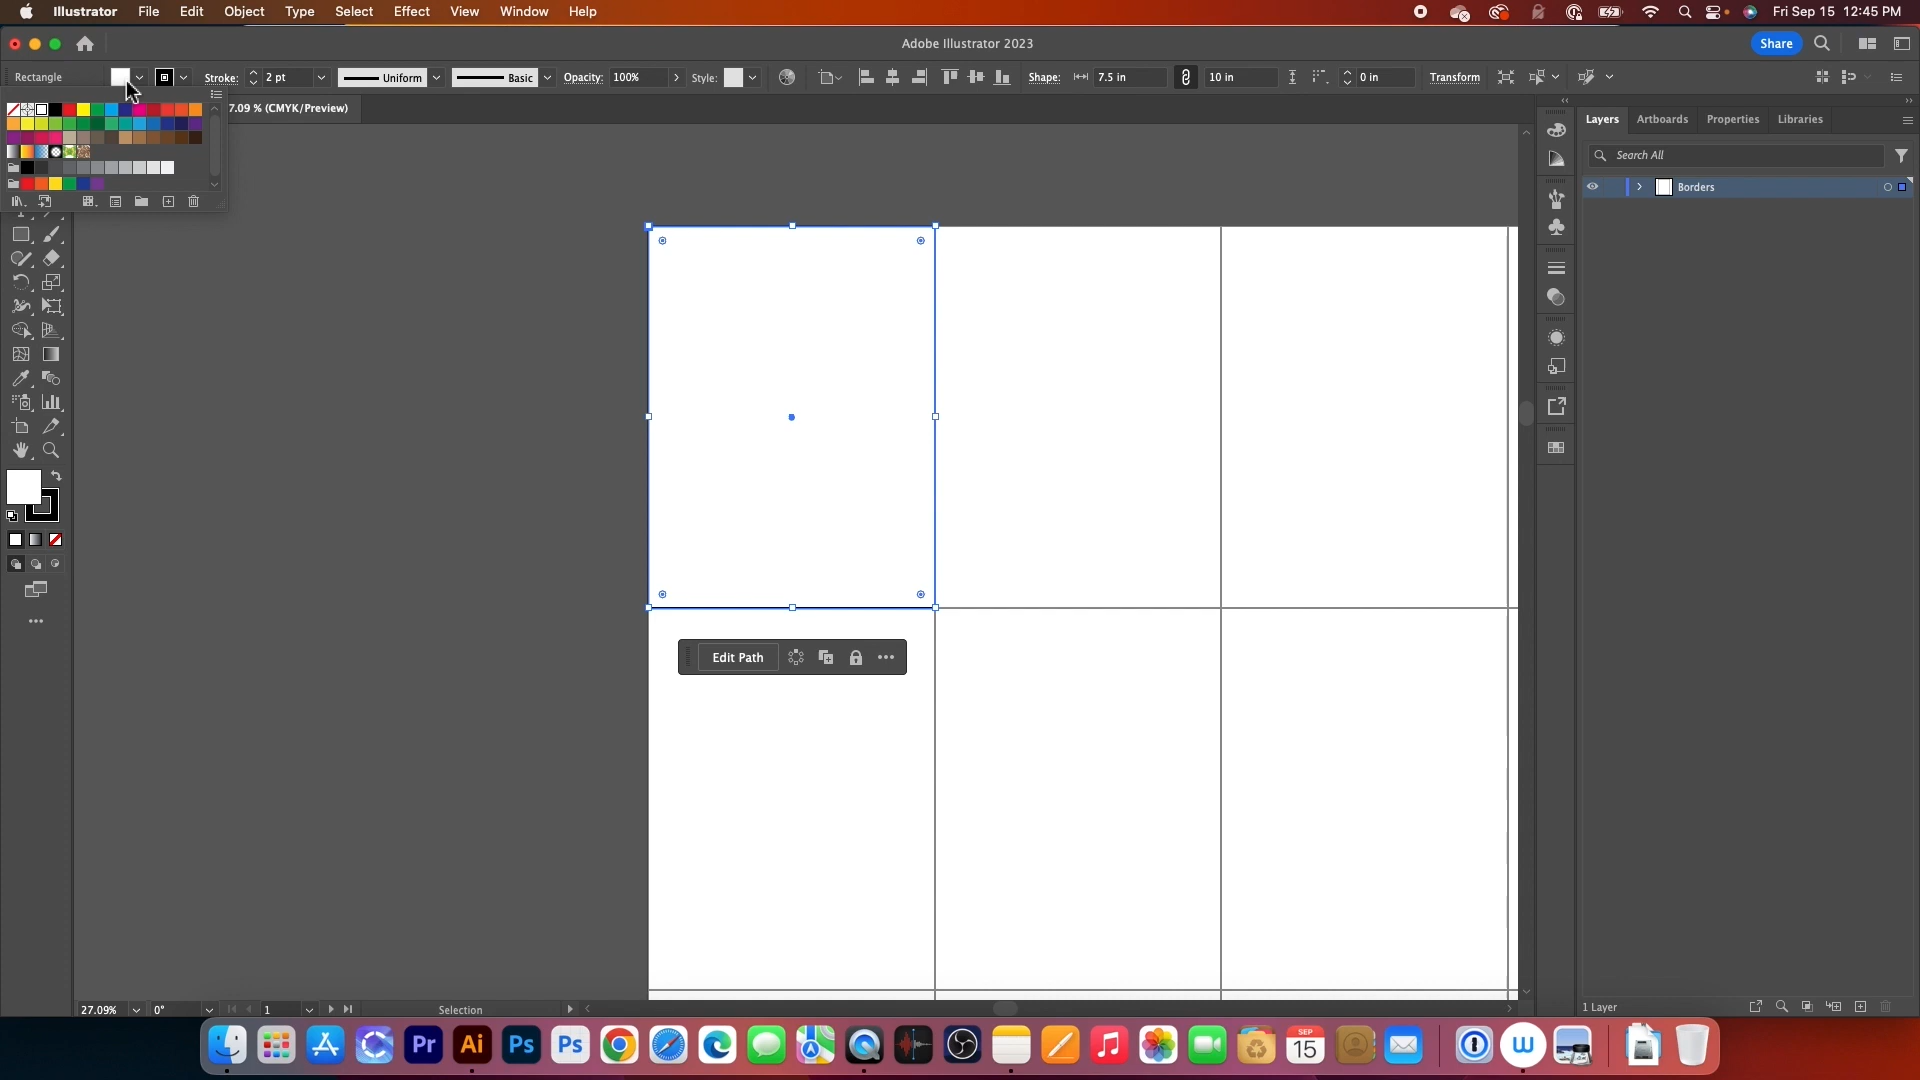 Illustrator File Edit Object Type Select Effect View Window Help
Fri Sep 15 12:45 PM
Adobe Illustrator 2023
Share
Rectangle
Stroke: 2 pt
Uniform
Basic
Opacity: 100%
Style:
Shape: 7.5 in
10 in
0 in
Transform
7.09 % (CMYK/Preview)
Layers Artboards Properties Libraries
Search All
Borders
Edit Path
27.09%
0°
1
Selection
1 Layer
Pr
Ai
Ps
Ps
SEP
15